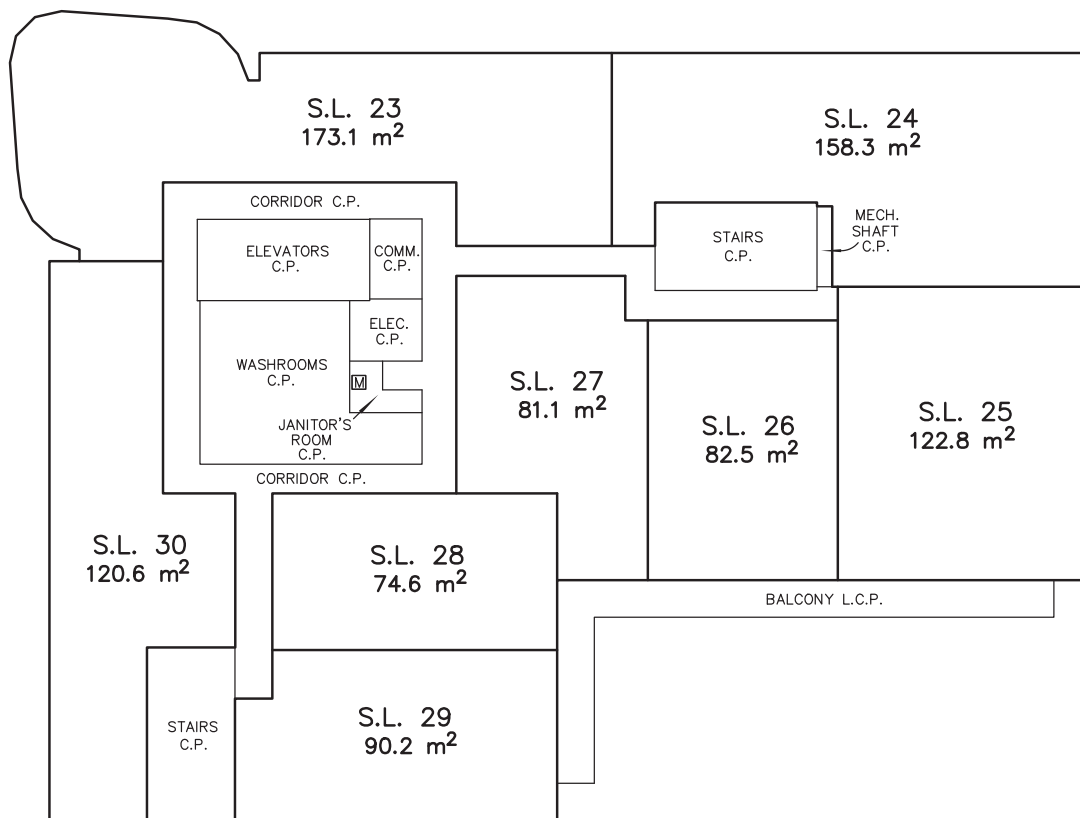 S.L. 23
173.1 m²
S.L. 24
158.3 m²
CORRIDOR C.P.
ELEVATORS
C.P.
COMM.
C.P.
STAIRS
C.P.
MECH.
SHAFT
C.P.
ELEC.
C.P.
WASHROOMS
C.P.
M
JANITOR'S
ROOM
C.P.
CORRIDOR C.P.
S.L. 27
81.1 m²
S.L. 26
82.5 m²
S.L. 25
122.8 m²
S.L. 30
120.6 m²
S.L. 28
74.6 m²
BALCONY L.C.P.
STAIRS
C.P.
S.L. 29
90.2 m²